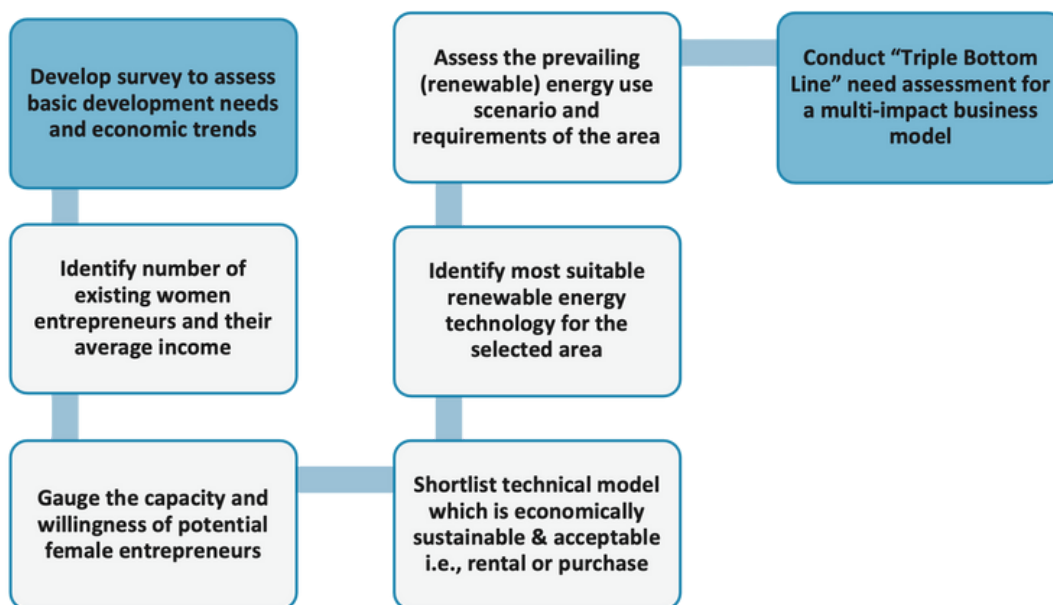 Develop survey to assess
basic development needs
and economic trends
Identify number of
existing women
entrepreneurs and their
average income
Gauge the capacity and
willingness of potential
female entrepreneurs
Shortlist technical model
which is economically
sustainable & acceptable
i.e., rental or purchase
Identify most suitable
renewable energy
technology for the
selected area
Assess the prevailing
(renewable) energy use
scenario and
requirements of the area
Conduct “Triple Bottom
Line” need assessment for
a multi-impact business
model